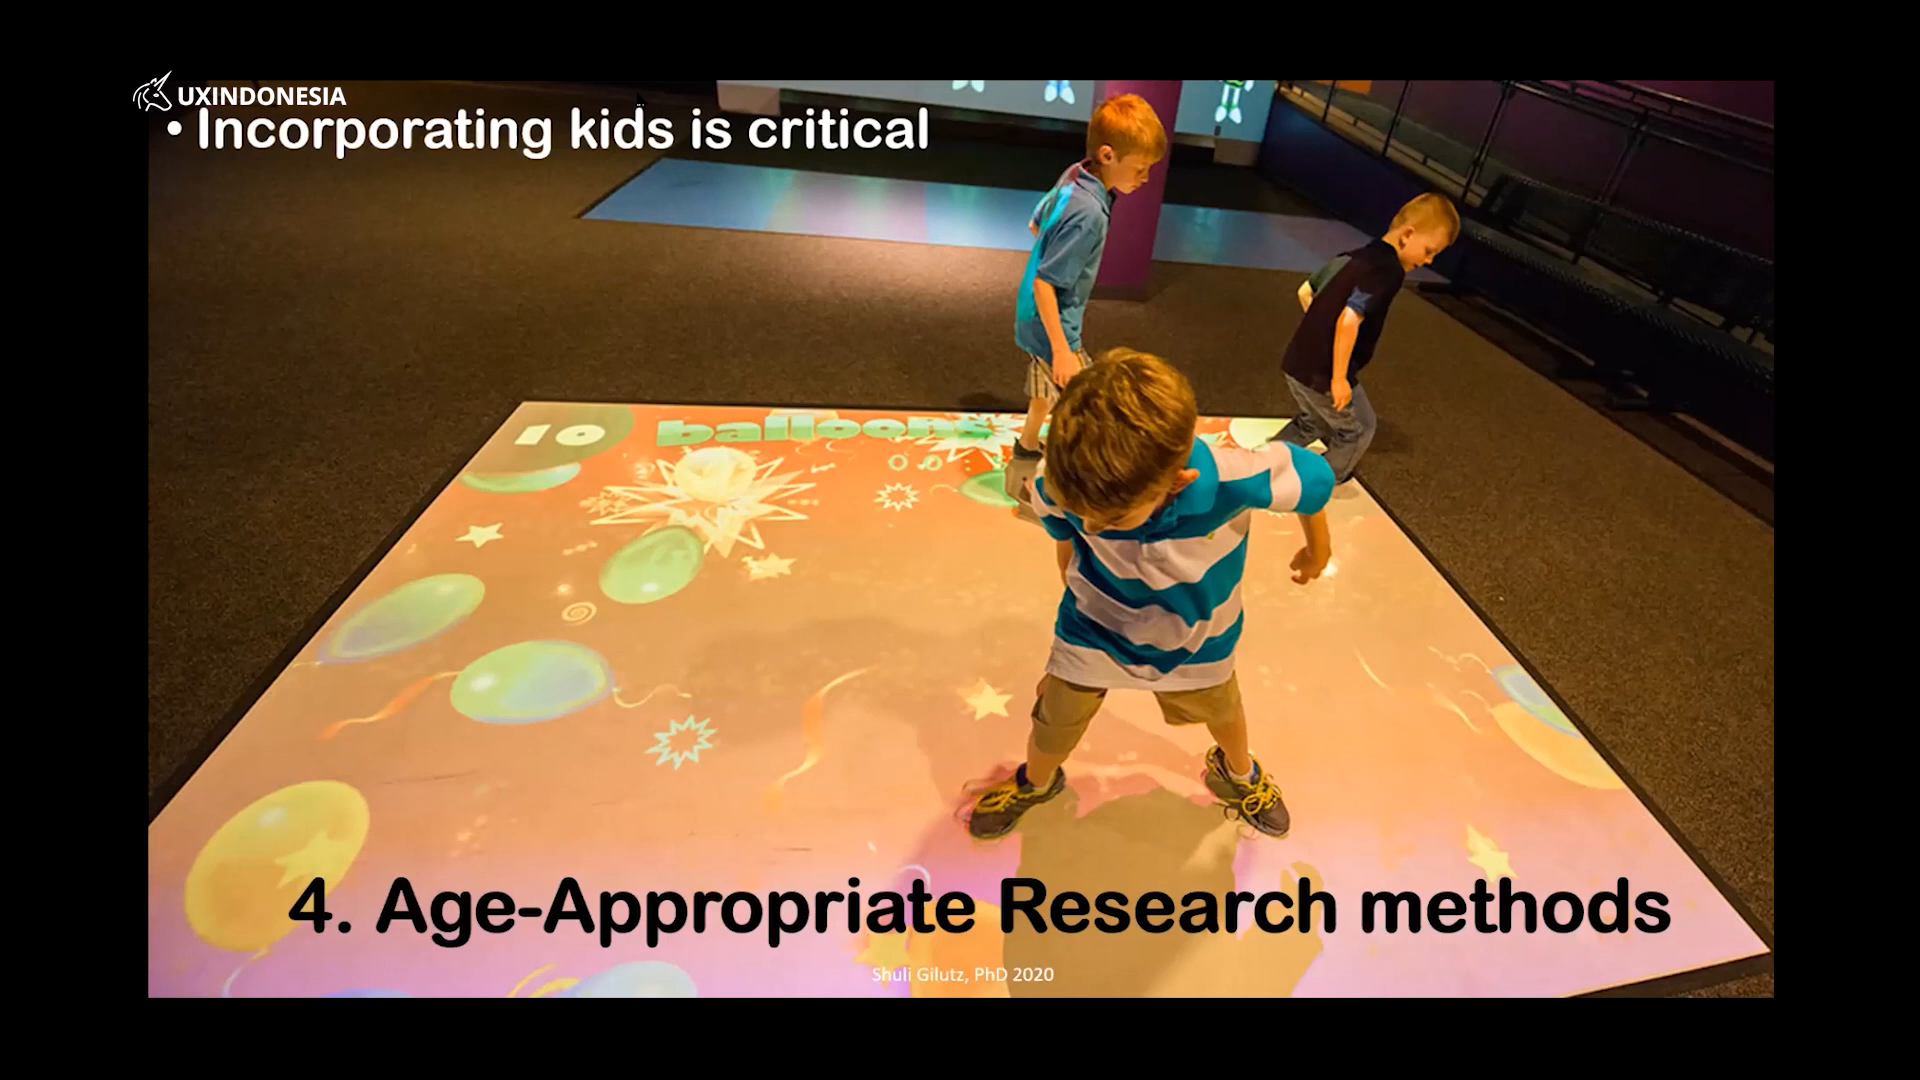 UXINDONESIA
• Incorporating kids is critical
10 balloons
4. Age-Appropriate Research methods
Shuli Gilutz, PhD 2020